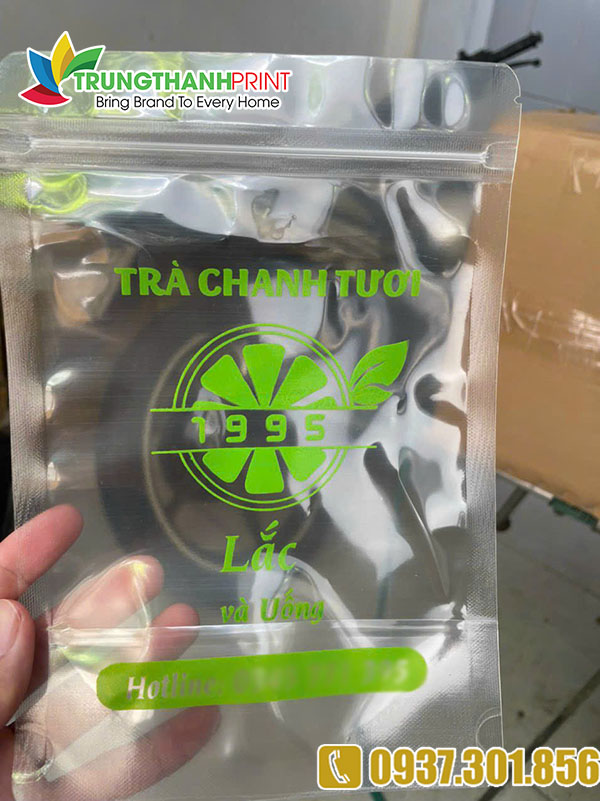 TRUNGTHANHPRINT
Bring Brand To Every Home
TRÀ CHANH TƯƠI
1995
Lắc
và Uống
Hotline:
0937.301.856